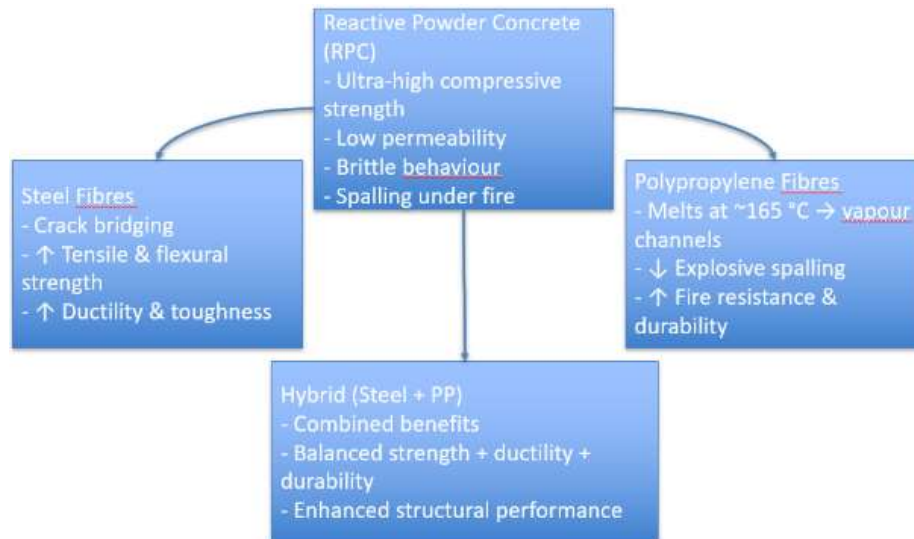 Reactive Powder Concrete
(RPC)
- Ultra-high compressive
strength
- Low permeability
- Brittle behaviour
- Spalling under fire
Steel Fibres
- Crack bridging
- ↑ Tensile & flexural
strength
- ↑ Ductility & toughness
Polypropylene Fibres
- Melts at ~165 °C → vapour
channels
- ↓ Explosive spalling
- ↑ Fire resistance &
durability
Hybrid (Steel + PP)
- Combined benefits
- Balanced strength + ductility +
durability
- Enhanced structural performance